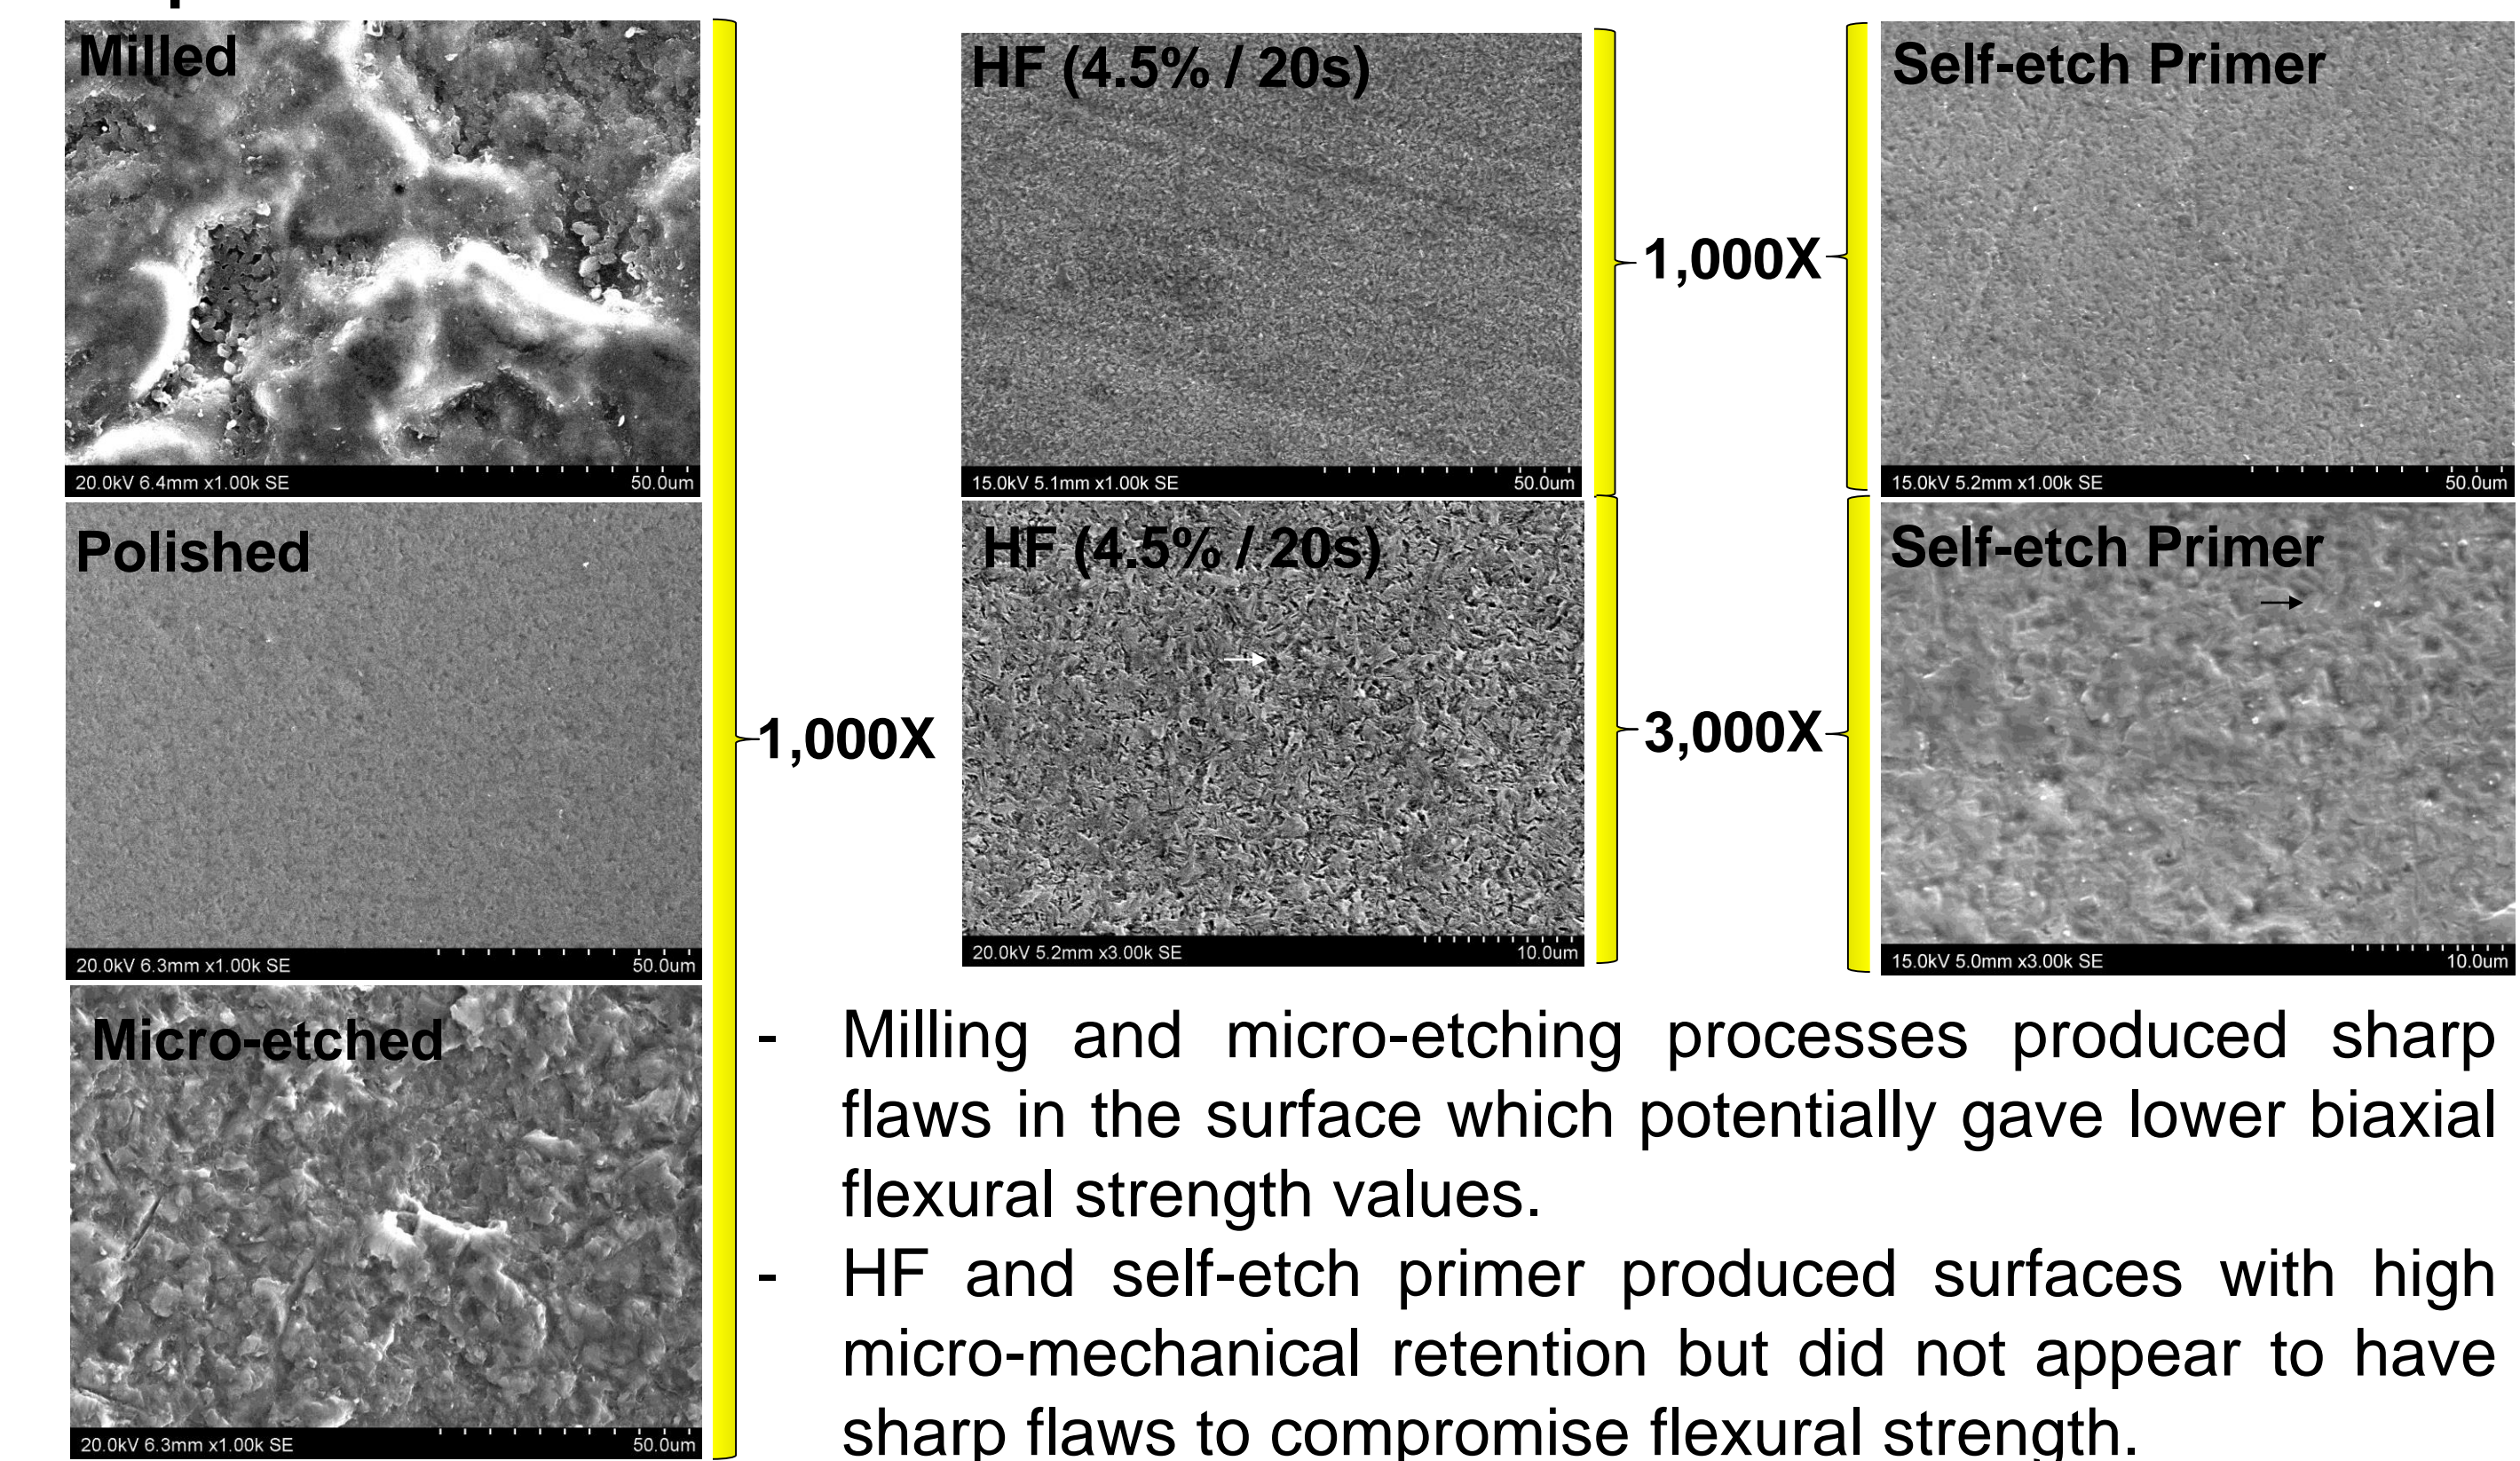 Milled
20.0kV 6.4mm x1.00k SE 50.0um
Polished
20.0kV 6.3mm x1.00k SE 50.0um
Micro-etched
20.0kV 6.3mm x1.00k SE 50.0um
1,000X
HF (4.5% / 20s)
15.0kV 5.1mm x1.00k SE 50.0um
HF (4.5% / 20s)
20.0kV 5.2mm x3.00k SE 10.0um
1,000X
3,000X
Self-etch Primer
15.0kV 5.2mm x1.00k SE 50.0um
Self-etch Primer
15.0kV 5.0mm x3.00k SE 10.0um
- Milling and micro-etching processes produced sharp
flaws in the surface which potentially gave lower biaxial
flexural strength values.
- HF and self-etch primer produced surfaces with high
micro-mechanical retention but did not appear to have
sharp flaws to compromise flexural strength.